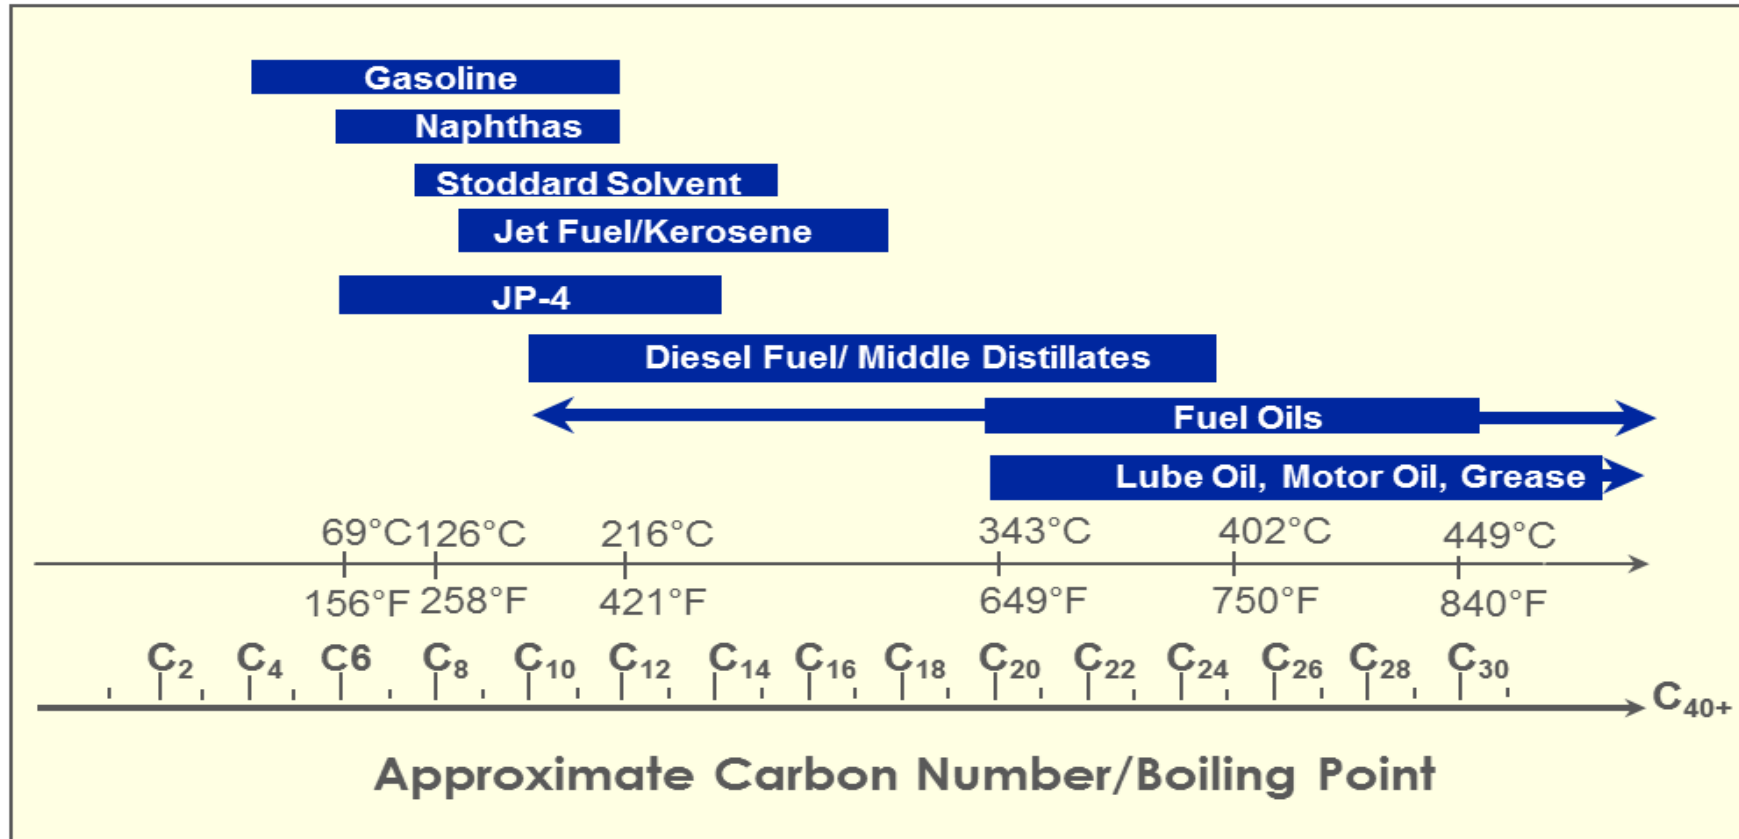 Gasoline
Naphthas
Stoddard Solvent
Jet Fuel/Kerosene
JP-4
Diesel Fuel/ Middle Distillates
Fuel Oils
Lube Oil, Motor Oil, Grease
69°C 126°C 216°C 343°C 402°C 449°C
156°F 258°F 421°F 649°F 750°F 840°F
C₂ C₄ C6 C₈ C₁₀ C₁₂ C₁₄ C₁₆ C₁₈ C₂₀ C₂₂ C₂₄ C₂₆ C₂₈ C₃₀
C₄₀₊
Approximate Carbon Number/Boiling Point